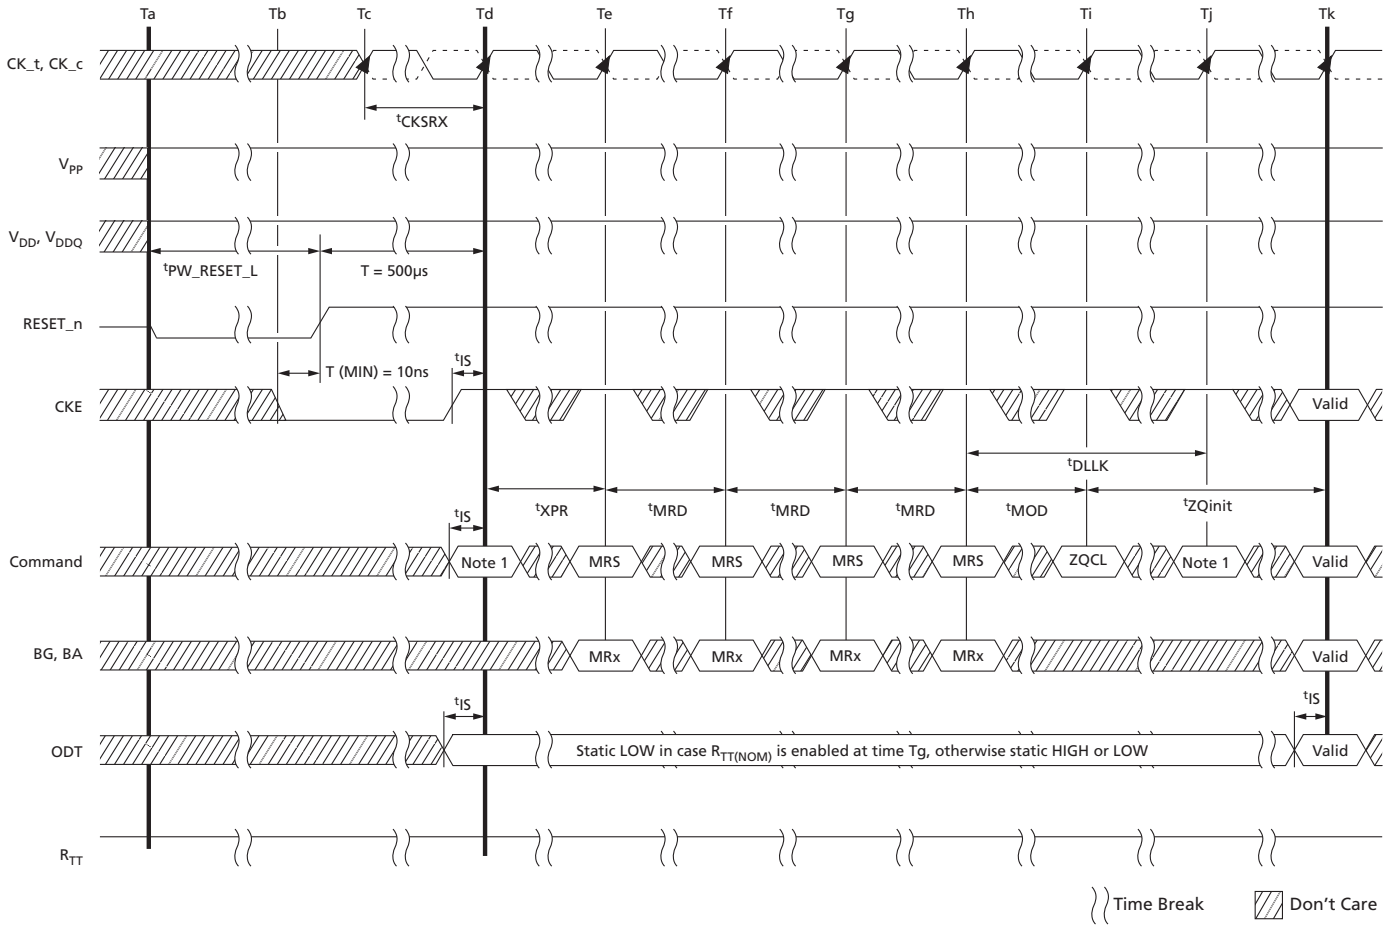 Ta Tb Tc Td Te Tf Tg Th Ti Tj Tk
CK_t, CK_c
tCKSRX
VPP
VDD, VDDQ
tPW_RESET_L T = 500µs
RESET_n
T (MIN) = 10ns tIS
CKE Valid
tDLLK
tXPR tMRD tMRD tMRD tMOD tZQinit
tIS
Command Note 1 MRS MRS MRS MRS ZQCL Note 1 Valid
BG, BA MRx MRx MRx MRx Valid
tIS tIS
ODT Static LOW in case RTT(NOM) is enabled at time Tg, otherwise static HIGH or LOW Valid
RTT
Time Break Don't Care